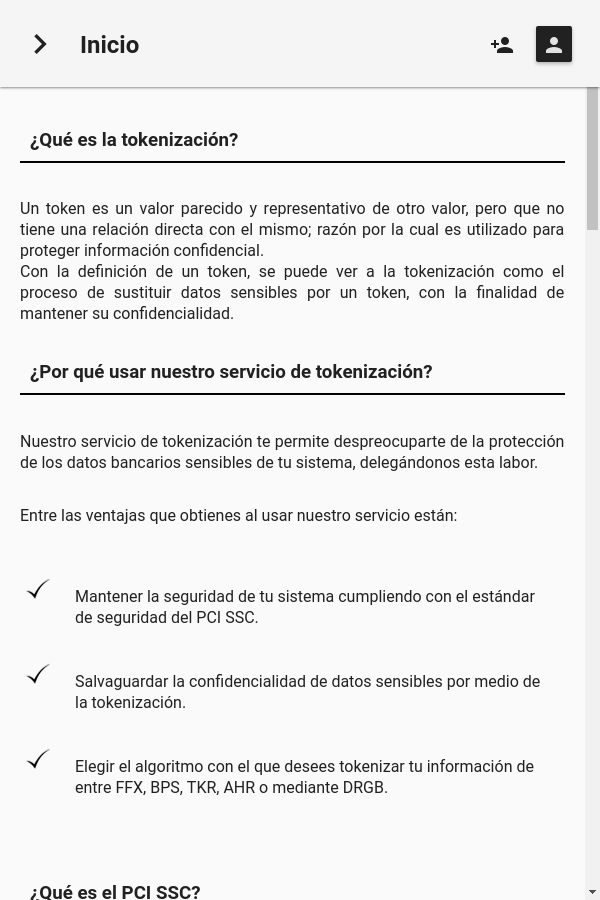 Inicio
¿Qué es la tokenización?
Un token es un valor parecido y representativo de otro valor, pero que no
tiene una relación directa con el mismo; razón por la cual es utilizado para
proteger información confidencial.
Con la definición de un token, se puede ver a la tokenización como el
proceso de sustituir datos sensibles por un token, con la finalidad de
mantener su confidencialidad.
¿Por qué usar nuestro servicio de tokenización?
Nuestro servicio de tokenización te permite despreocuparte de la protección
de los datos bancarios sensibles de tu sistema, delegándonos esta labor.
Entre las ventajas que obtienes al usar nuestro servicio están:
Mantener la seguridad de tu sistema cumpliendo con el estándar
de seguridad del PCI SSC.
Salvaguardar la confidencialidad de datos sensibles por medio de
la tokenización.
Elegir el algoritmo con el que desees tokenizar tu información de
entre FFX, BPS, TKR, AHR o mediante DRGB.
¿Qué es el PCI SSC?